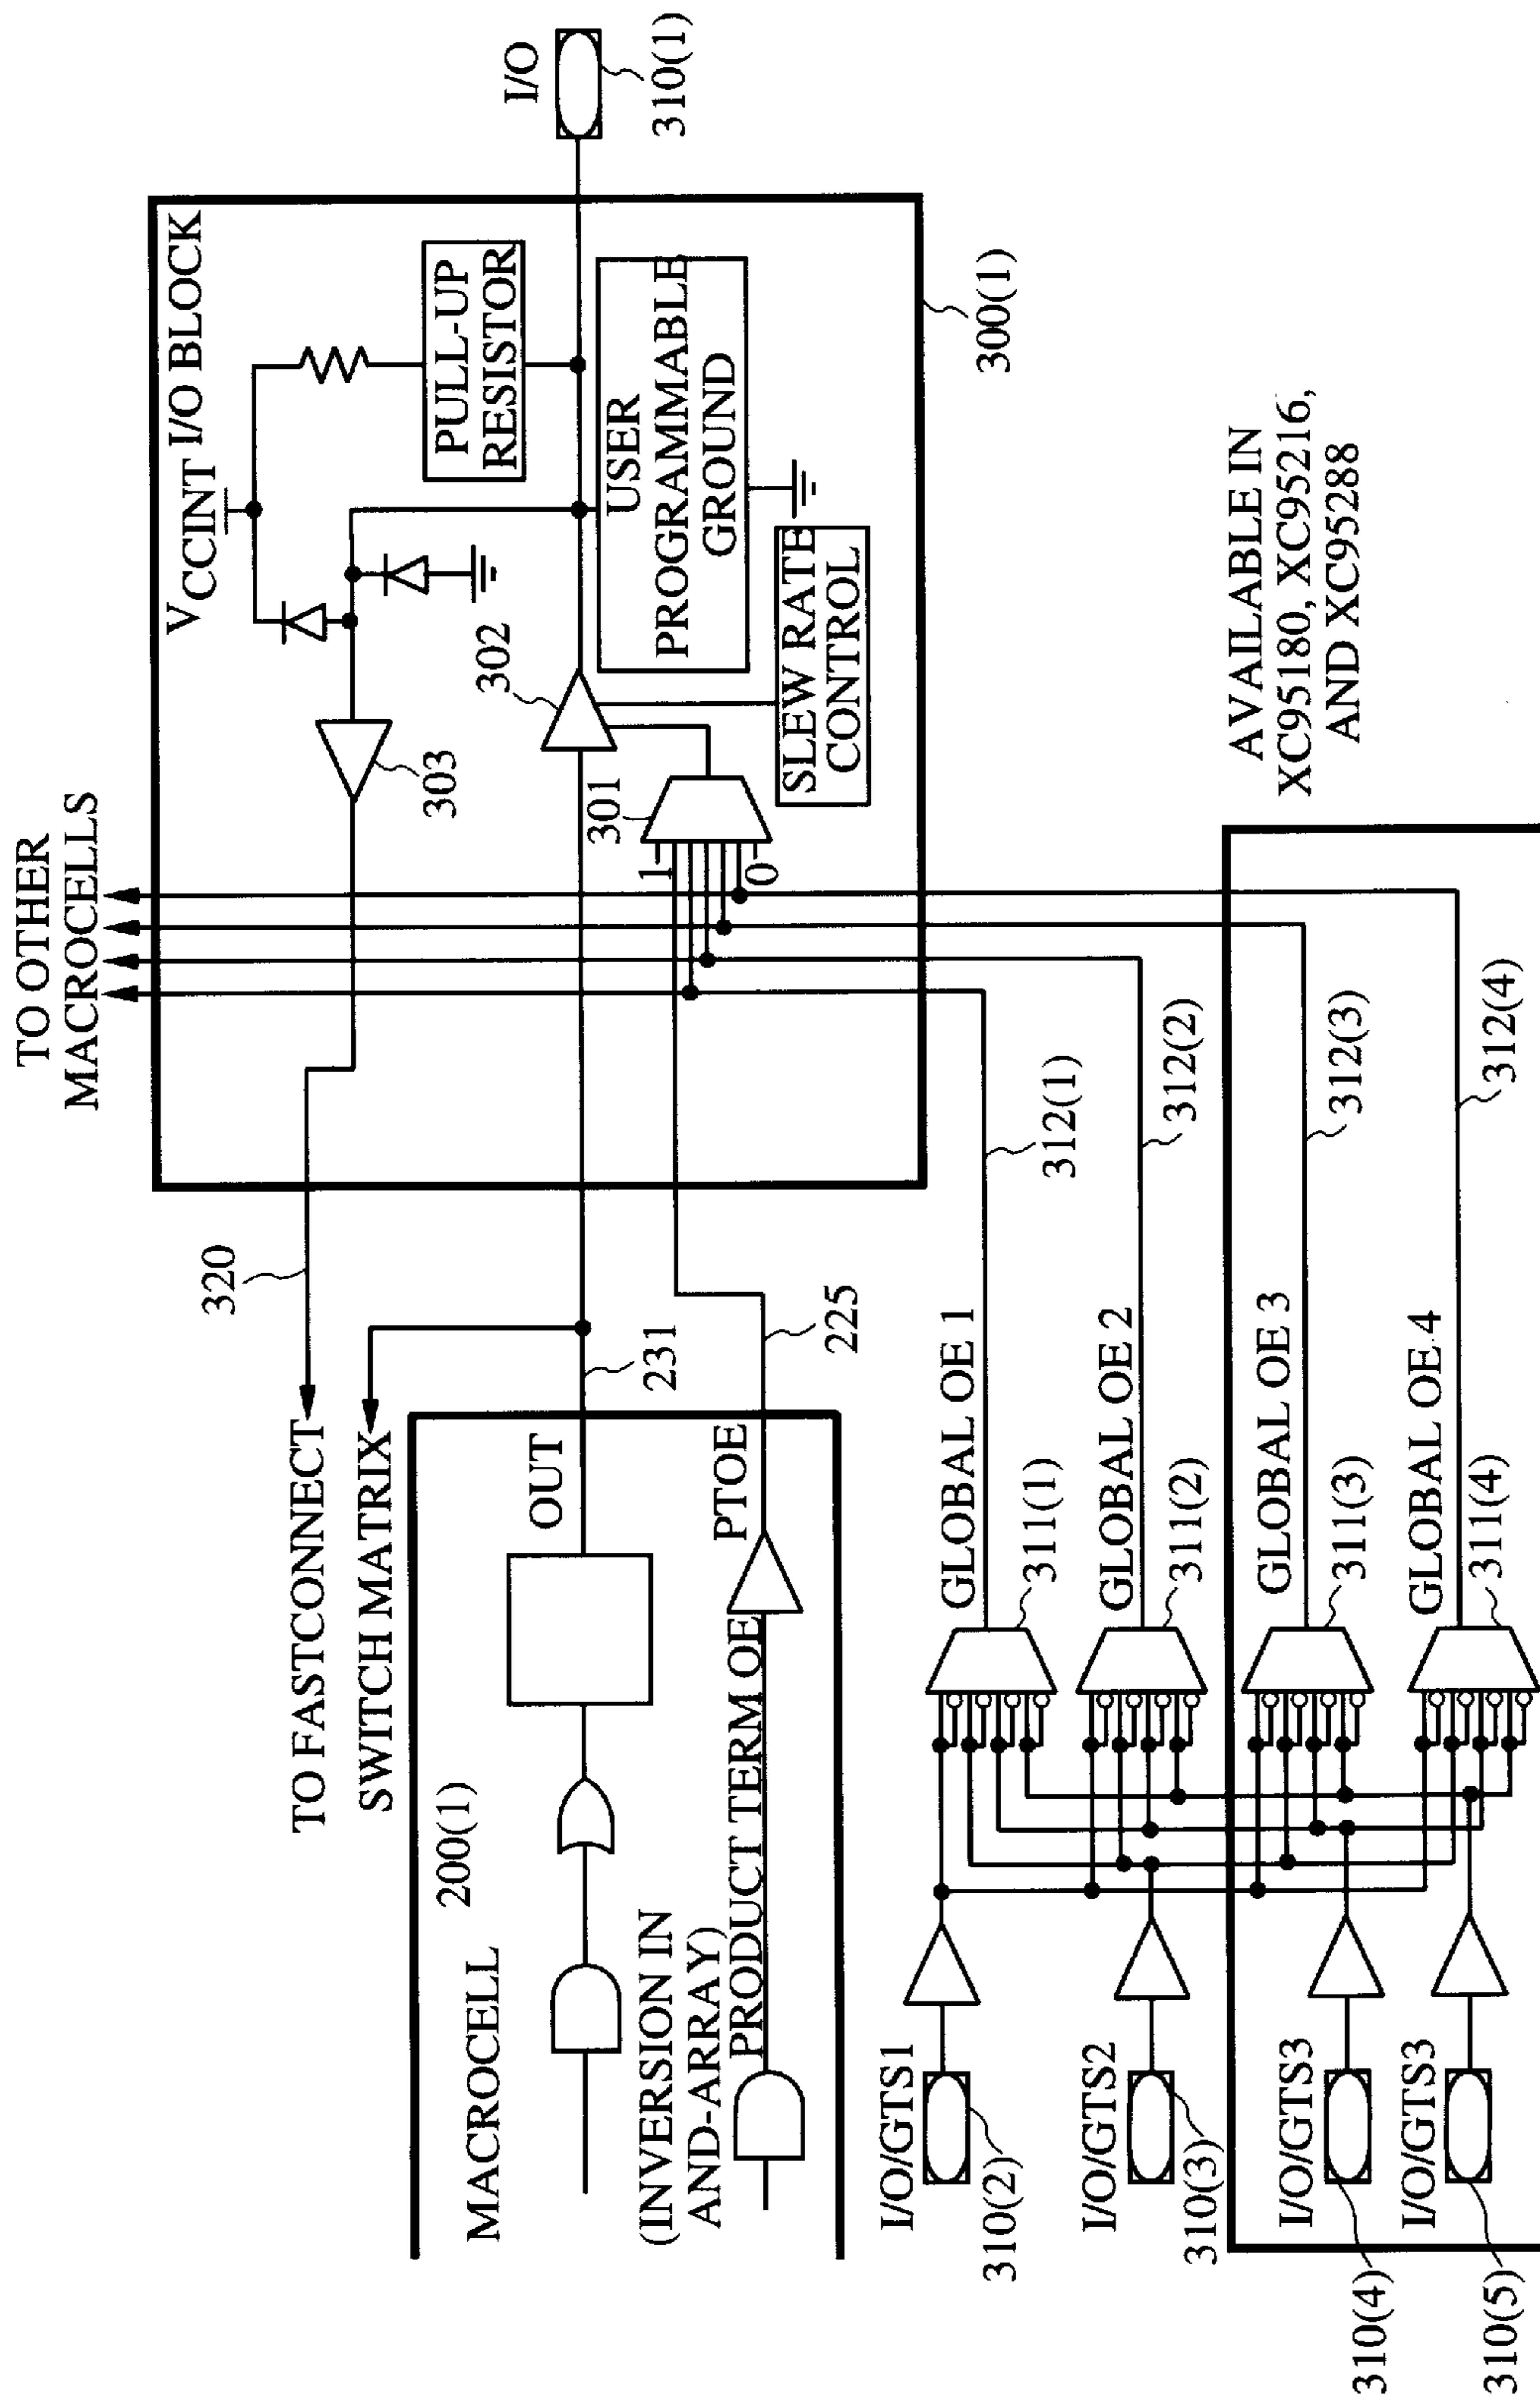 TO OTHER
MACROCELLS
320
TO FASTCONNECT
SWITCH MATRIX
V CCINT
I/O BLOCK
303
PULL-UP
RESISTOR
I/O
310(1)
302
301
1
0
USER
PROGRAMMABLE
GROUND
SLEW RATE
CONTROL
300(1)
MACROCELL
200(1)
OUT
231
(INVERSION IN
AND-ARRAY)
PRODUCT TERM OE
PTOE
225
I/O/GTS1
310(2)
GLOBAL OE 1
311(1)
312(1)
I/O/GTS2
310(3)
GLOBAL OE 2
311(2)
312(2)
AVAILABLE IN
XC95180, XC95216,
AND XC95288
I/O/GTS3
310(4)
GLOBAL OE 3
311(3)
312(3)
I/O/GTS3
310(5)
GLOBAL OE 4
311(4)
312(4)